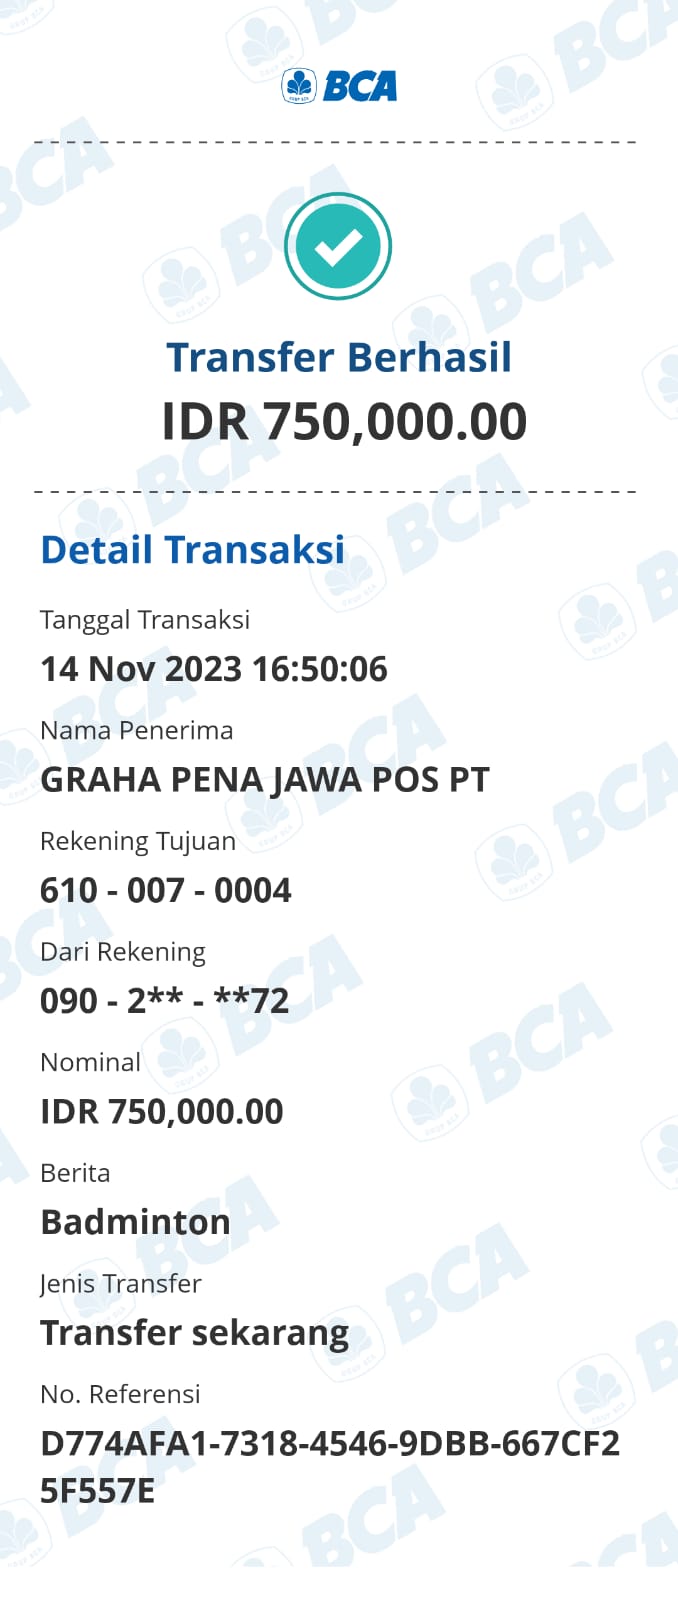 BCA
Transfer Berhasil
IDR 750,000.00
Detail Transaksi
Tanggal Transaksi
14 Nov 2023 16:50:06
Nama Penerima
GRAHA PENA JAWA POS PT
Rekening Tujuan
610 - 007 - 0004
Dari Rekening
090 - 2** - **72
Nominal
IDR 750,000.00
Berita
Badminton
Jenis Transfer
Transfer sekarang
No. Referensi
D774AFA1-7318-4546-9DBB-667CF2
5F557E